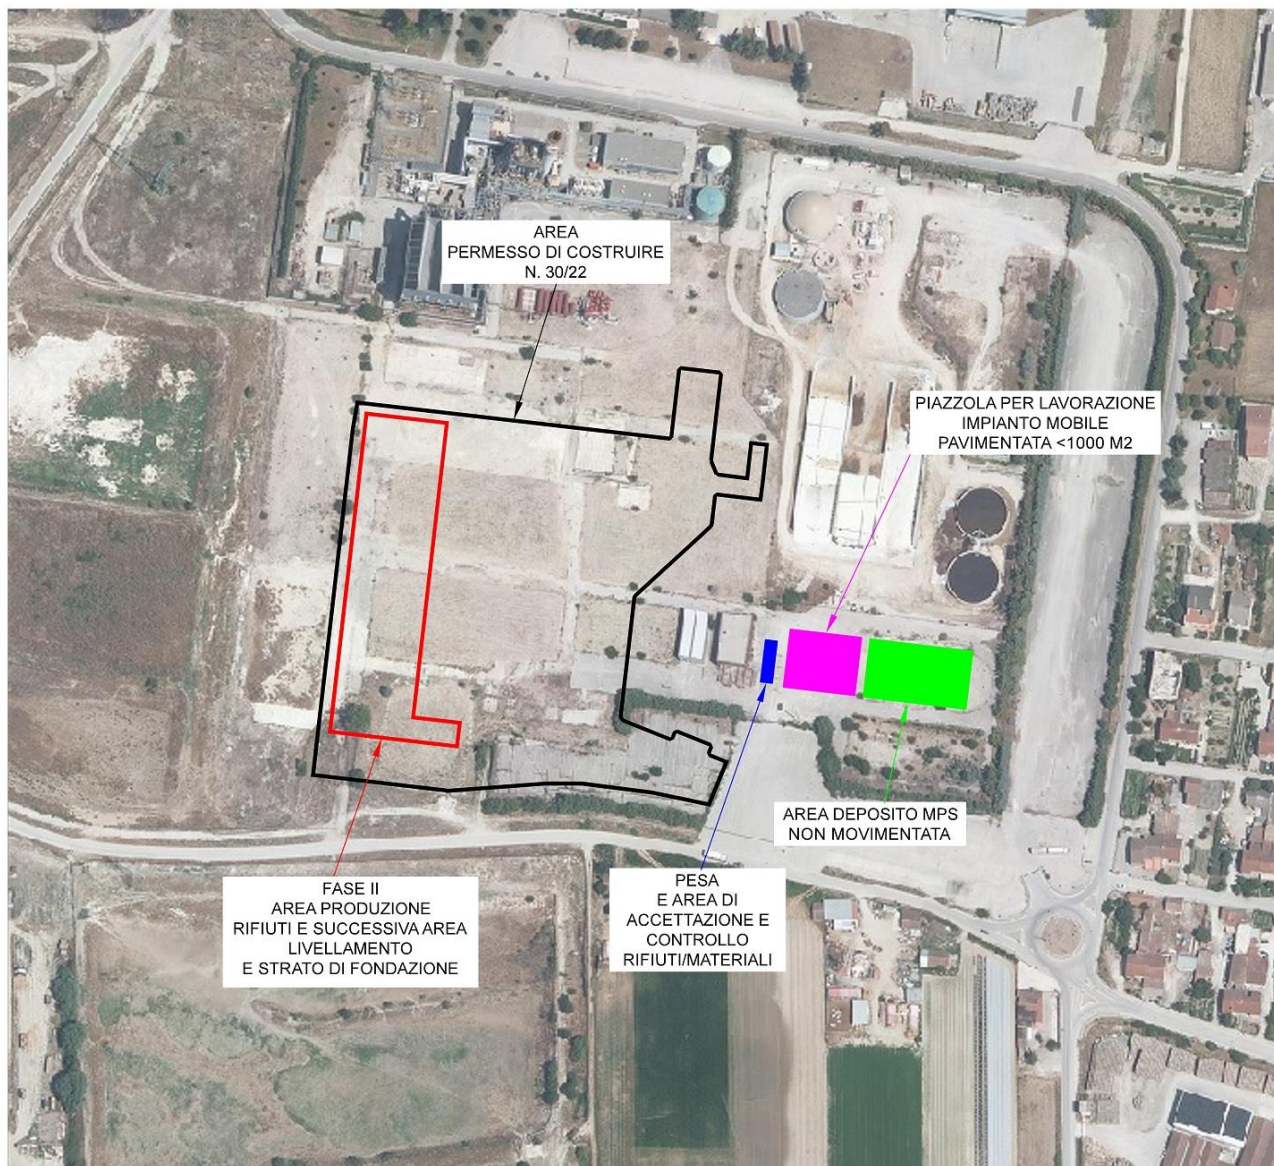 AREA
PERMESSO DI COSTRUIRE
N. 30/22
PIAZZOLA PER LAVORAZIONE
IMPIANTO MOBILE
PAVIMENTATA <1000 M2
AREA DEPOSITO MPS
NON MOVIMENTATA
FASE II
AREA PRODUZIONE
RIFIUTI E SUCCESSIVA AREA
LIVELLAMENTO
E STRATO DI FONDAZIONE
PESA
E AREA DI
ACCETTAZIONE E
CONTROLLO
RIFIUTI/MATERIALI